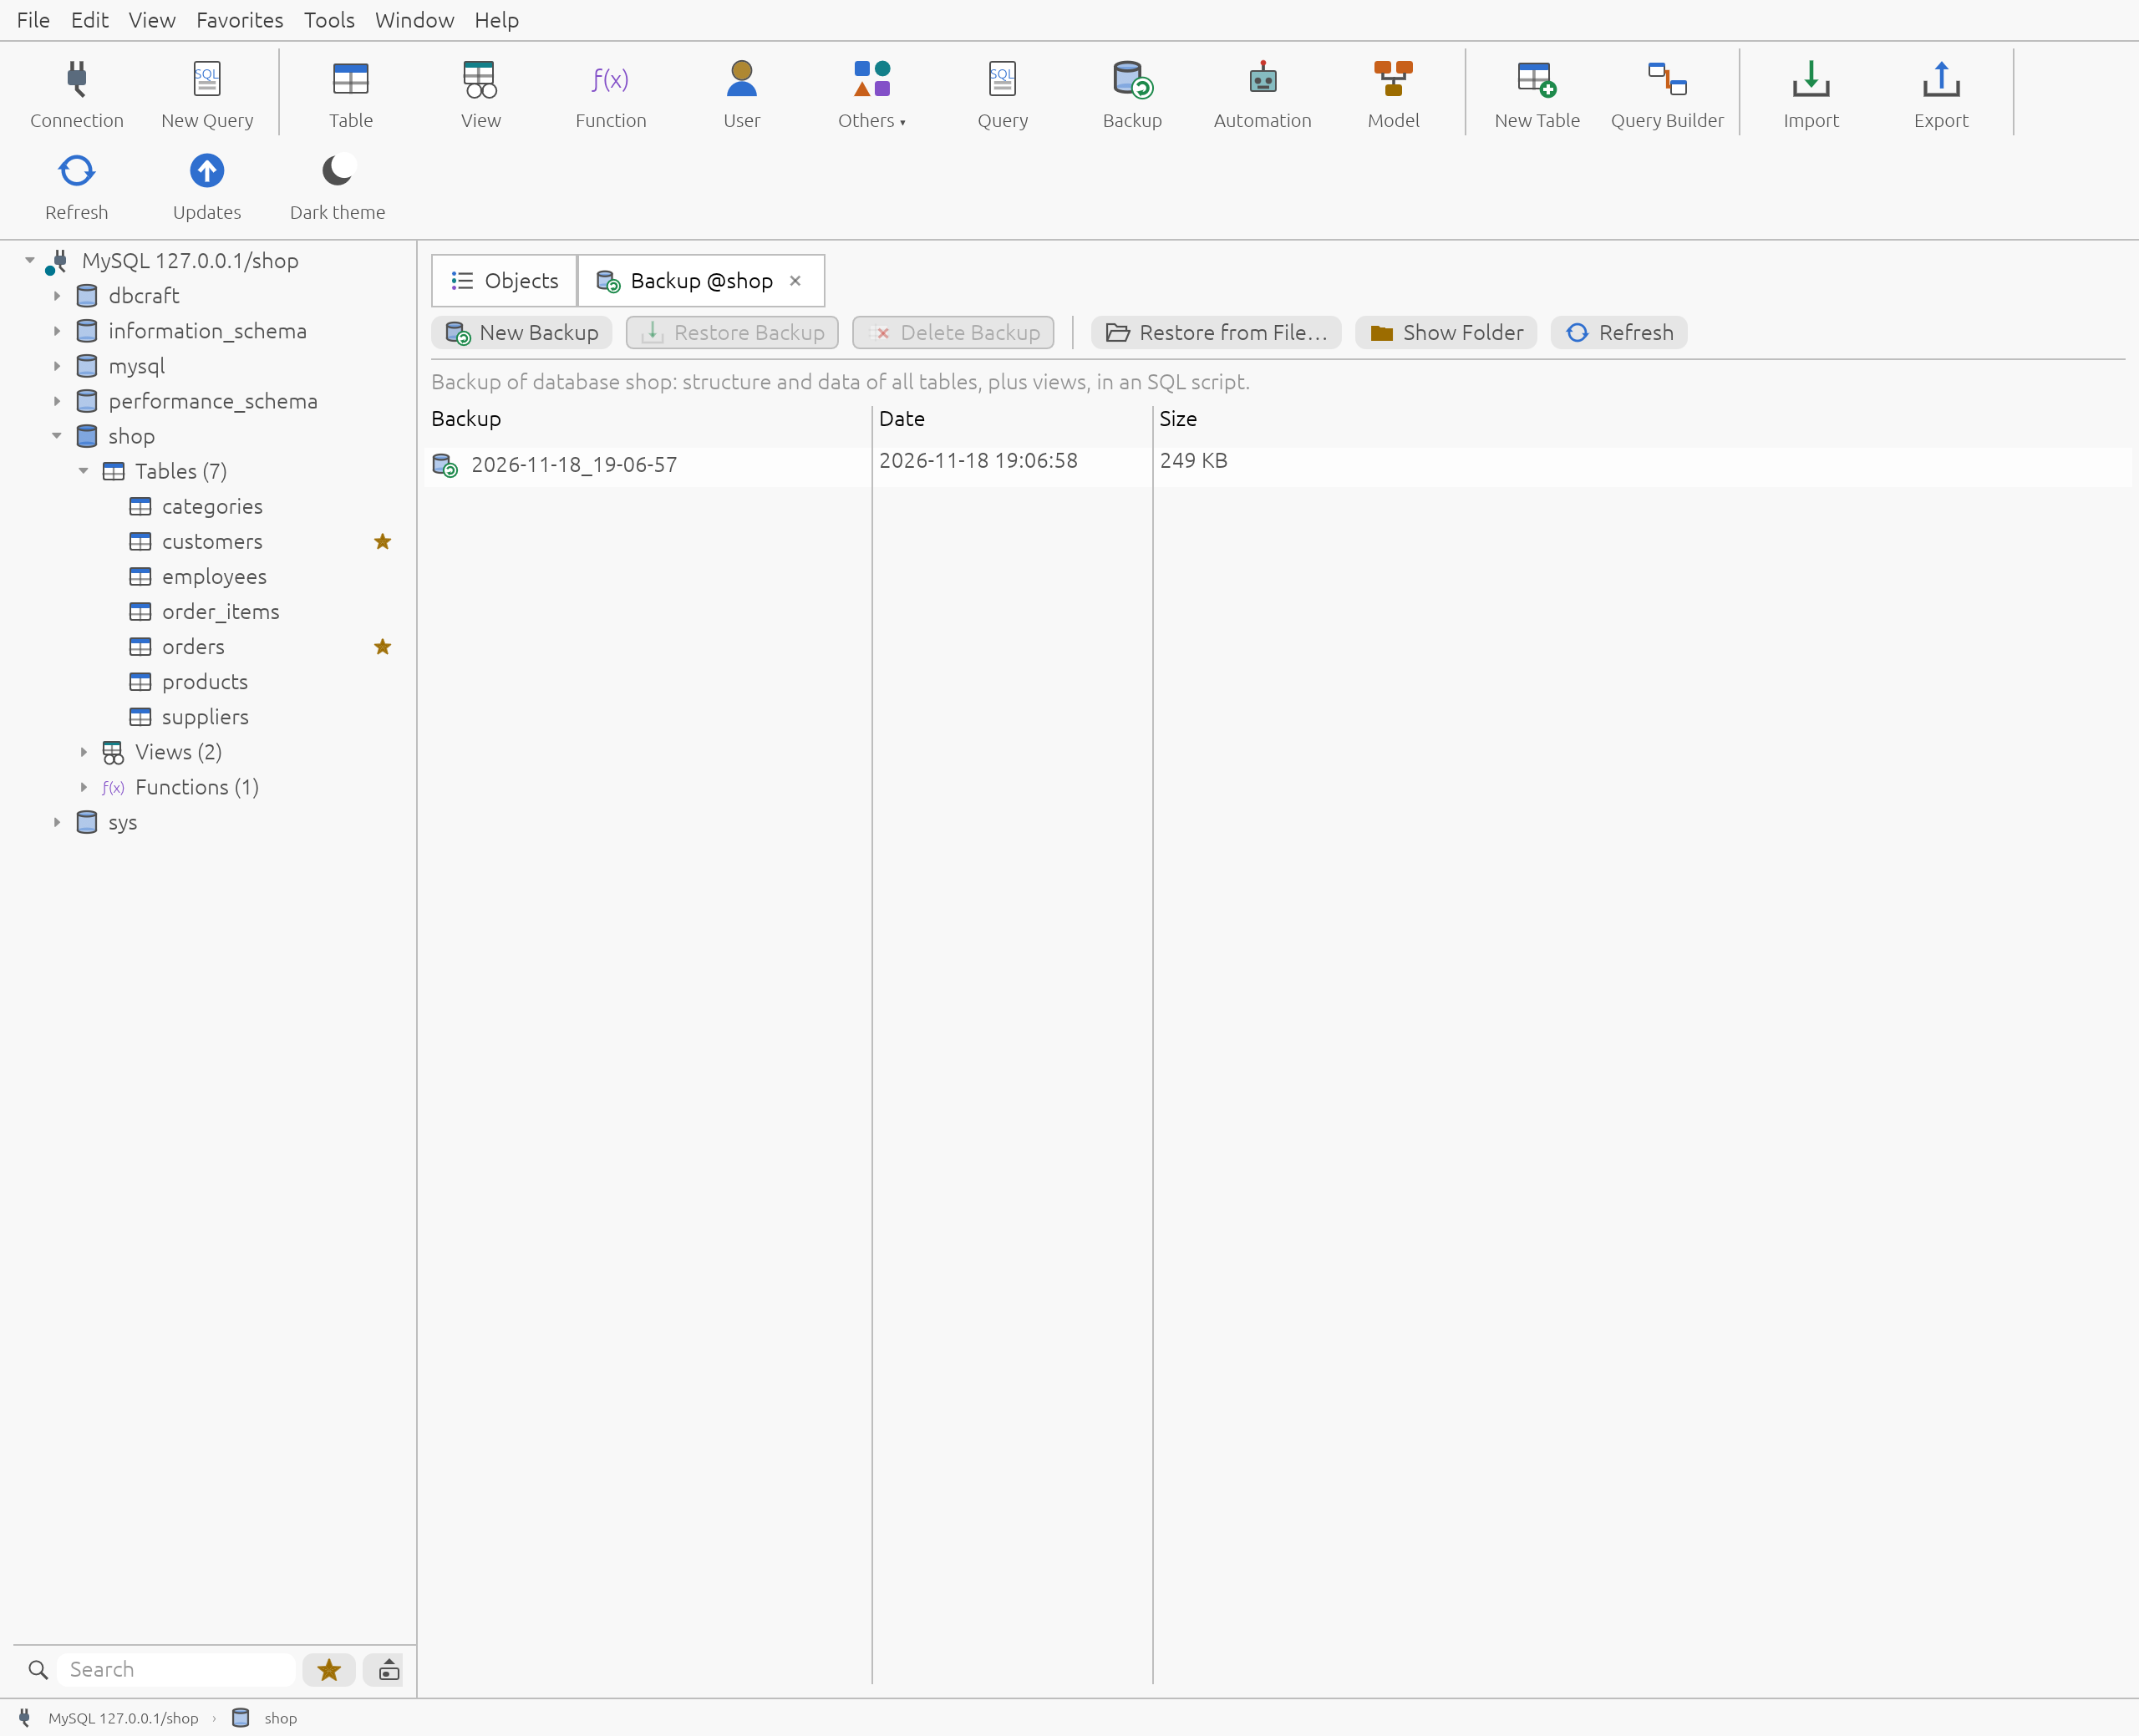 File Edit View Favorites Tools Window Help
Connection New Query Table View Function User Others ▾ Query Backup Automation Model New Table Query Builder Import Export
SQL ƒ(x) SQL
Refresh Updates Dark theme
MySQL 127.0.0.1/shop
dbcraft
information_schema
mysql
performance_schema
shop
Tables (7)
categories
customers
employees
order_items
orders
products
suppliers
Views (2)
ƒ(x) Functions (1)
sys
Search
Objects Backup @shop ×
New Backup Restore Backup Delete Backup Restore from File... Show Folder Refresh
Backup of database shop: structure and data of all tables, plus views, in an SQL script.
Backup Date Size
2026-11-18_19-06-57 2026-11-18 19:06:58 249 KB
MySQL 127.0.0.1/shop › shop